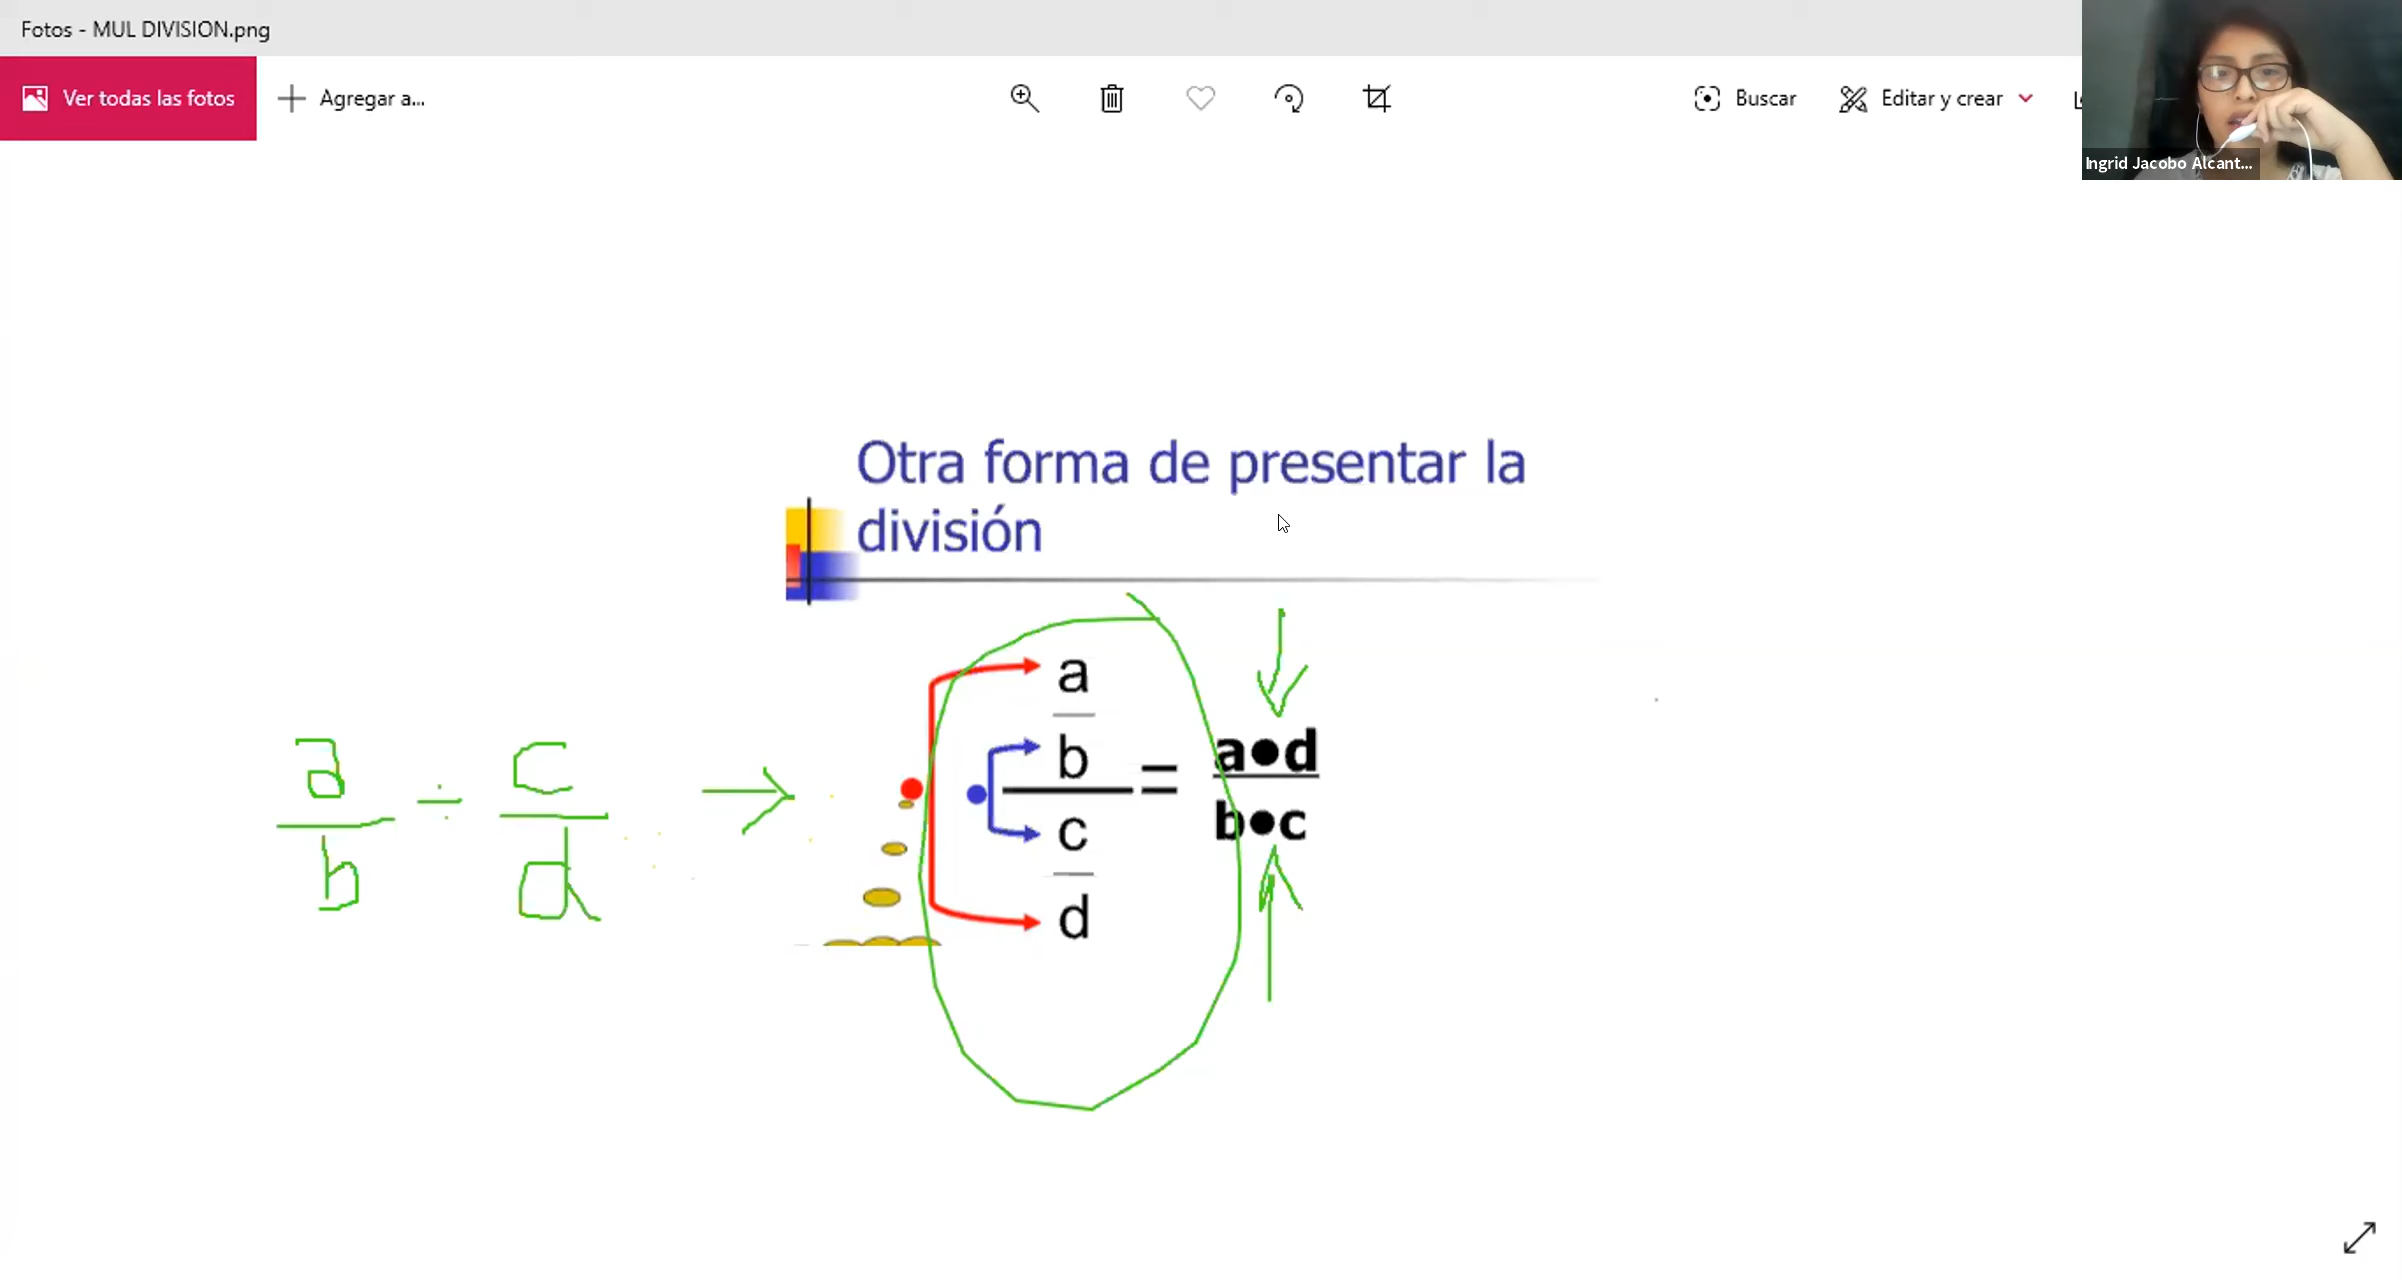 Fotos - MUL DIVISION.png
Ver todas las fotos
Agregar a...
Buscar
Editar y crear
Ingrid Jacobo Alcant...
Otra forma de presentar la
división
a
b
÷
c
d
a
b
c
d
=
a●d
b●c